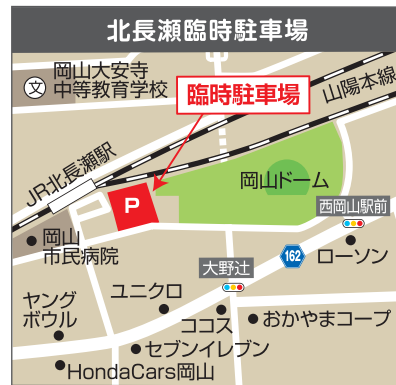 北長瀬臨時駐車場
岡山大安寺
中等教育学校
文
臨時駐車場
山陽本線
JR北長瀬駅
P
岡山ドーム
西岡山駅前
岡山
市民病院
162
ローソン
大野辻
ヤング
ボウル
ユニクロ
ココス
おかやまコープ
セブンイレブン
HondaCars岡山